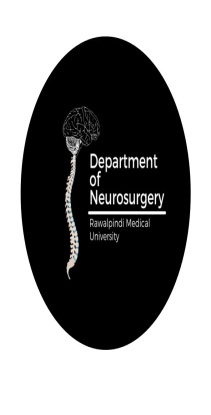 Department
of
Neurosurgery
Rawalpindi Medical
University